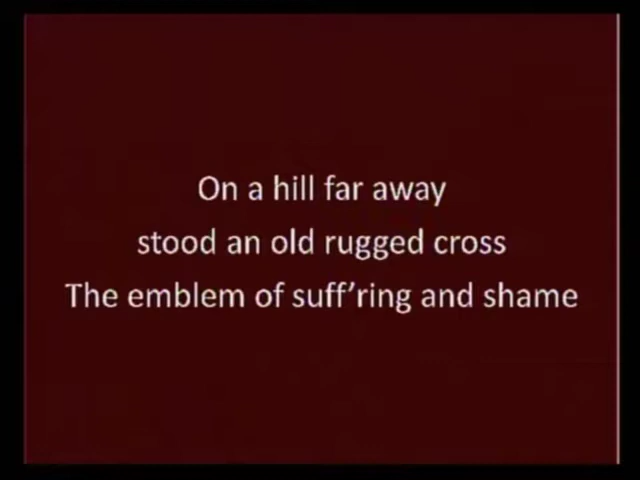 On a hill far away
stood an old rugged cross
The emblem of suff’ring and shame